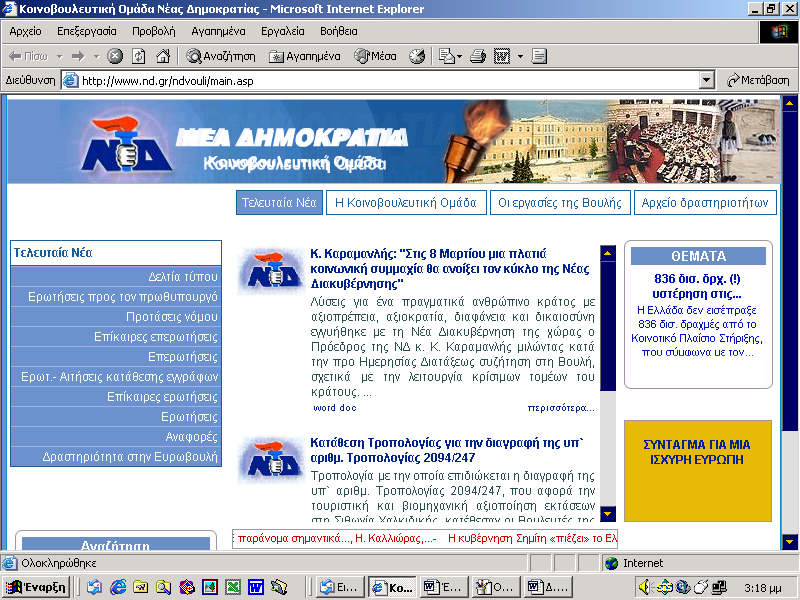 Κοινοβουλευτική Ομάδα Νέας Δημοκρατίας - Microsoft Internet Explorer
Αρχείο Επεξεργασία Προβολή Αγαπημένα Εργαλεία Βοήθεια
Πίσω Αναζήτηση Αγαπημένα Μέσα
Διεύθυνση http://www.nd.gr/ndvouli/main.asp Μετάβαση
ΝΔ ΝΕΑ ΔΗΜΟΚΡΑΤΙΑ
Κοινοβουλευτική Ομάδα
Τελευταία Νέα Η Κοινοβουλευτική Ομάδα Οι εργασίες της Βουλής Αρχείο δραστηριοτήτων
Τελευταία Νέα
Δελτία τύπου
Ερωτήσεις προς τον πρωθυπουργό
Προτάσεις νόμου
Επίκαιρες επερωτήσεις
Επερωτήσεις
Ερωτ.- Αιτήσεις κατάθεσης εγγράφων
Επίκαιρες ερωτήσεις
Ερωτήσεις
Αναφορές
Δραστηριότητα στην Ευρωβουλή
Αναζήτηση
ΝΔ
Κ. Καραμανλής: "Στις 8 Μαρτίου μια πλατιά
κοινωνική συμμαχία θα ανοίξει τον κύκλο της Νέας
Διακυβέρνησης"
Λύσεις για ένα πραγματικά ανθρώπινο κράτος με
αξιοπρέπεια, αξιοκρατία, διαφάνεια και δικαιοσύνη
εγγυήθηκε με τη Νέα Διακυβέρνηση της χώρας ο
Πρόεδρος της ΝΔ κ. Κ. Καραμανλής μιλώντας κατά
την προ Ημερησίας Διατάξεως συζήτηση στη Βουλή,
σχετικά με την λειτουργία κρίσιμων τομέων του
κράτους. ...
word doc περισσότερα...
ΝΔ
Κατάθεση Τροπολογίας για την διαγραφή της υπ`
αριθμ. Τροπολογίας 2094/247
Τροπολογία με την οποία επιδιώκεται η διαγραφή της
υπ` αριθμ. Τροπολογίας 2094/247, που αφορά την
τουριστική και βιομηχανική αξιοποίηση εκτάσεων
στη Σιθωνία Χαλκιδικής, κατέθεσαν οι Βουλευτές της
παράνομα σημαντικά..., Η. Καλλιώρας,...- Η κυβέρνηση Σημίτη «πιέζει» το Ελ
ΘΕΜΑΤΑ
836 δισ. δρχ. (!)
υστέρηση στις...
Η Ελλάδα δεν εισέπραξε
836 δισ. δραχμές από το
Κοινοτικό Πλαίσιο Στήριξης,
που σύμφωνα με τον...
ΣΥΝΤΑΓΜΑ ΓΙΑ ΜΙΑ
ΙΣΧΥΡΗ ΕΥΡΩΠΗ
Ολοκληρώθηκε Internet
Έναρξη Ει... Κο... Έ... Ο... Δ.... 3:18 μμ